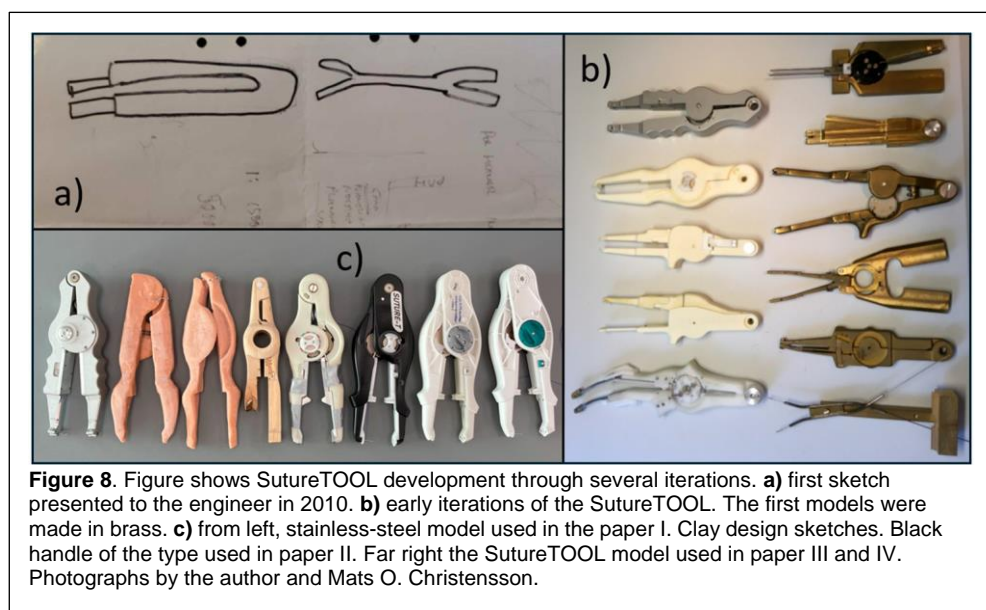 a)
b)
c)
SUTURE-T
Figure 8. Figure shows SutureTOOL development through several iterations. a) first sketch
presented to the engineer in 2010. b) early iterations of the SutureTOOL. The first models were
made in brass. c) from left, stainless-steel model used in the paper I. Clay design sketches. Black
handle of the type used in paper II. Far right the SutureTOOL model used in paper III and IV.
Photographs by the author and Mats O. Christensson.